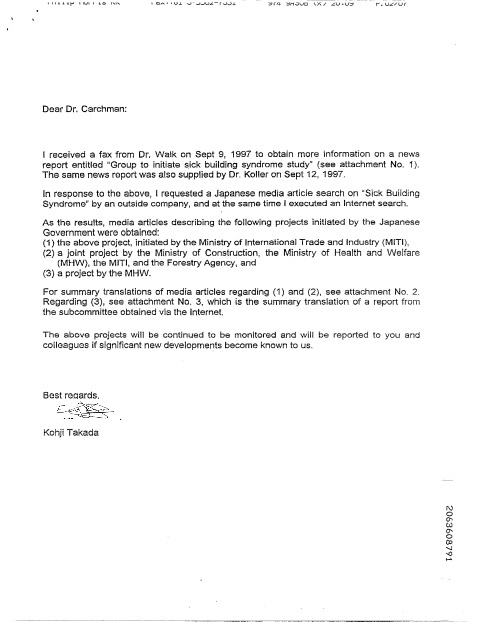 Dear Dr. Carchman:
I received a fax from Dr. Walk on Sept 9, 1997 to obtain more information on a news
report entitled "Group to initiate sick building syndrome study" (see attachment No. 1).
The same news report was also supplied by Dr. Koller on Sept 12, 1997.
In response to the above, I requested a Japanese media article search on "Sick Building
Syndrome" by an outside company, and at the same time I executed an Internet search.
As the results, media articles describing the following projects initiated by the Japanese
Government were obtained:
(1) the above project, initiated by the Ministry of International Trade and Industry (MITI),
(2) a joint project by the Ministry of Construction, the Ministry of Health and Welfare
(MHW), the MITI, and the Forestry Agency, and
(3) a project by the MHW.
For summary translations of media articles regarding (1) and (2), see attachment No. 2.
Regarding (3), see attachment No. 3, which is the summary translation of a report from
the subcommittee obtained via the Internet.
The above projects will be continued to be monitored and will be reported to you and
colleagues if significant new developments become known to us.
Best regards,
Kohji Takada
2063608791